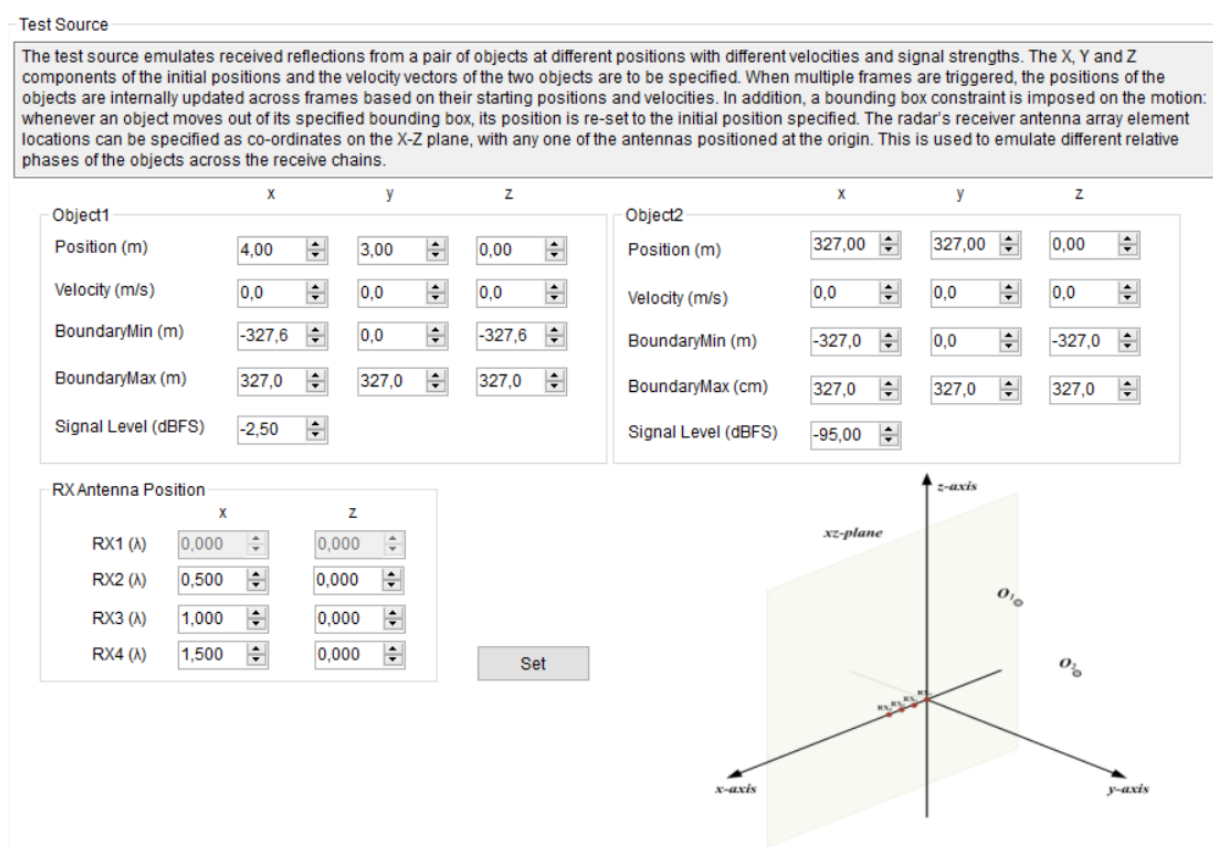 Test Source
The test source emulates received reflections from a pair of objects at different positions with different velocities and signal strengths. The X, Y and Z
components of the initial positions and the velocity vectors of the two objects are to be specified. When multiple frames are triggered, the positions of the
objects are internally updated across frames based on their starting positions and velocities. In addition, a bounding box constraint is imposed on the motion:
whenever an object moves out of its specified bounding box, its position is re-set to the initial position specified. The radar's receiver antenna array element
locations can be specified as co-ordinates on the X-Z plane, with any one of the antennas positioned at the origin. This is used to emulate different relative
phases of the objects across the receive chains.
x y z
Object1
Position (m) 4,00 3,00 0,00
Velocity (m/s) 0,0 0,0 0,0
BoundaryMin (m) -327,6 0,0 -327,6
BoundaryMax (m) 327,0 327,0 327,0
Signal Level (dBFS) -2,50
x y z
Object2
Position (m) 327,00 327,00 0,00
Velocity (m/s) 0,0 0,0 0,0
BoundaryMin (m) -327,0 0,0 -327,0
BoundaryMax (cm) 327,0 327,0 327,0
Signal Level (dBFS) -95,00
RX Antenna Position
x z
RX1 (λ) 0,000 0,000
RX2 (λ) 0,500 0,000
RX3 (λ) 1,000 0,000
RX4 (λ) 1,500 0,000
Set
z-axis
xz-plane
O1
O2
x-axis
y-axis